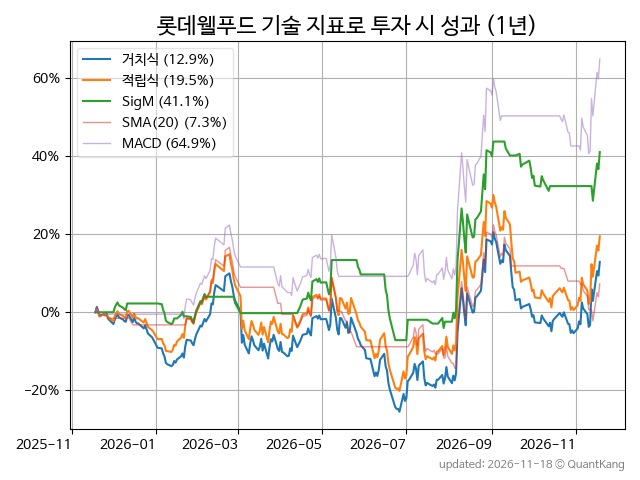 롯데웰푸드 기술 지표로 투자 시 성과 (1년)
거치식 (12.9%)
적립식 (19.5%)
SigM (41.1%)
SMA(20) (7.3%)
MACD (64.9%)
60%
40%
20%
0%
−20%
2025-11
2026-01
2026-03
2026-05
2026-07
2026-09
2026-11
updated: 2026-11-18 © QuantKang